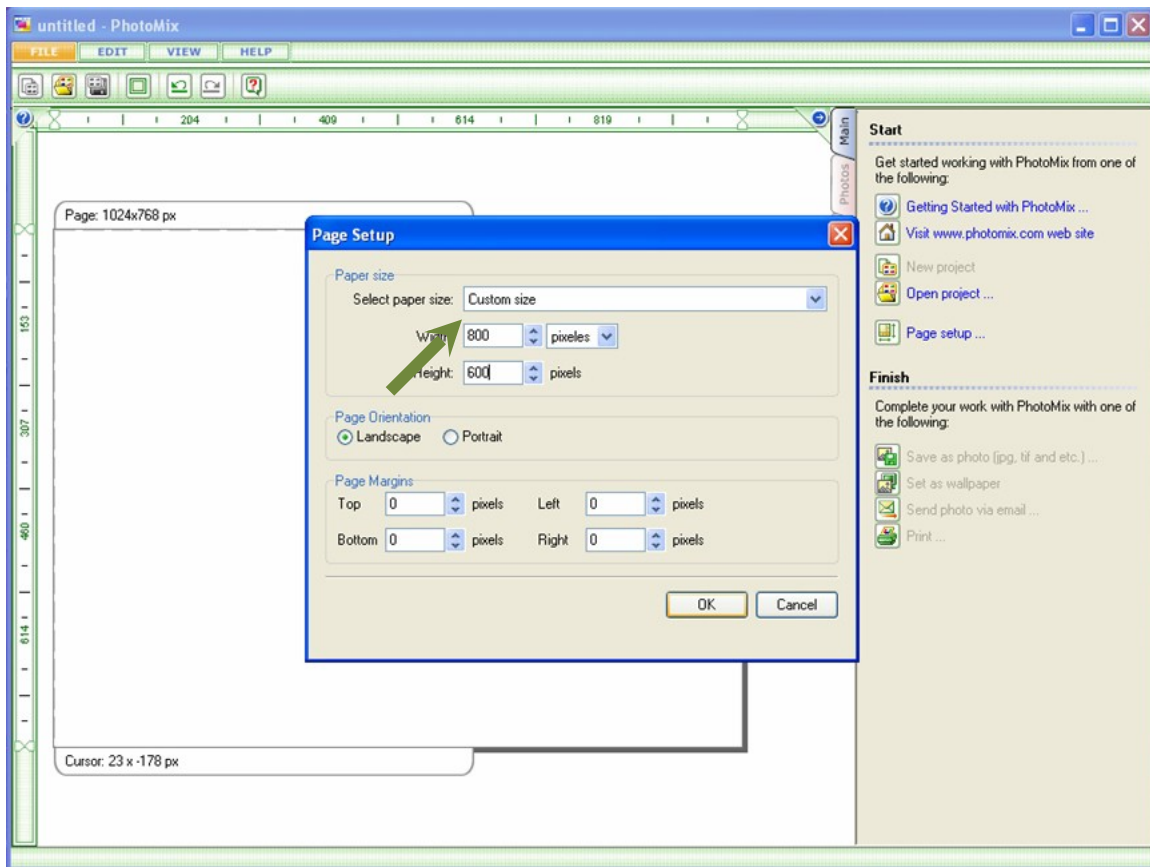 untitled - PhotoMix
FILE EDIT VIEW HELP
204 409 614 819
Main
Photos
Page: 1024x768 px
153
307
460
614
Cursor: 23 x -178 px
Page Setup
Paper size
Select paper size: Custom size
Width: 800 pixeles
Height: 600 pixels
Page Orientation
Landscape Portrait
Page Margins
Top 0 pixels Left 0 pixels
Bottom 0 pixels Right 0 pixels
OK Cancel
Start
Get started working with PhotoMix from one of
the following:
Getting Started with PhotoMix ...
Visit www.photomix.com web site
New project
Open project ...
Page setup ...
Finish
Complete your work with PhotoMix with one of
the following:
Save as photo (jpg, tif and etc.) ...
Set as wallpaper
Send photo via email ...
Print ...